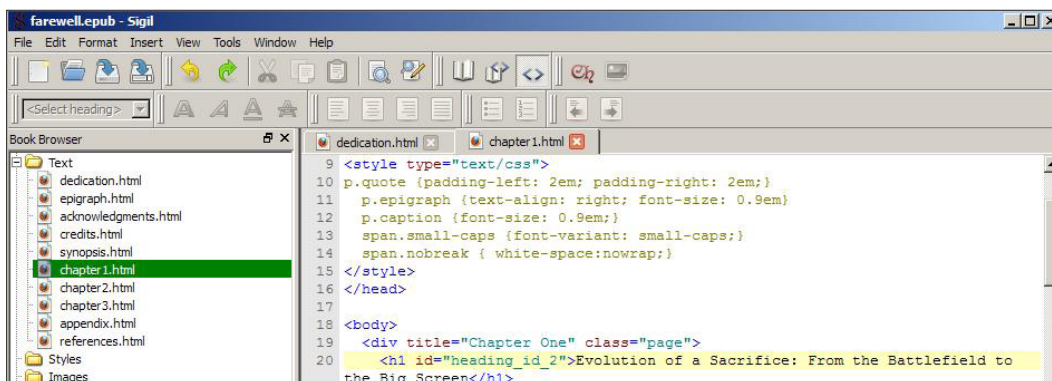 farewell.epub - Sigil
File Edit Format Insert View Tools Window Help
<Select heading>
Book Browser
dedication.html
chapter1.html
Text
dedication.html
epigraph.html
acknowledgments.html
credits.html
synopsis.html
chapter1.html
chapter2.html
chapter3.html
appendix.html
references.html
Styles
Images
9 <style type="text/css">
10 p.quote {padding-left: 2em; padding-right: 2em;}
11 p.epigraph {text-align: right; font-size: 0.9em}
12 p.caption {font-size: 0.9em;}
13 span.small-caps {font-variant: small-caps;}
14 span.nobreak { white-space:nowrap;}
15 </style>
16 </head>
17
18 <body>
19 <div title="Chapter One" class="page">
20 <h1 id="heading_id_2">Evolution of a Sacrifice: From the Battlefield to
the Big Screen</h1>